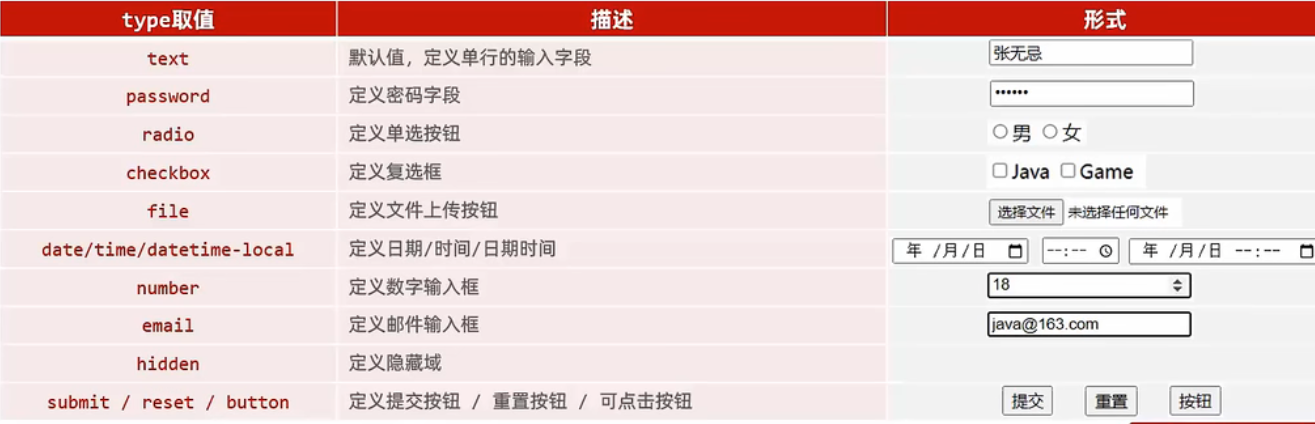 type取值 描述 形式
text 默认值，定义单行的输入字段 张无忌
password 定义密码字段 ••••••
radio 定义单选按钮 男 女
checkbox 定义复选框 Java Game
file 定义文件上传按钮 选择文件 未选择任何文件
date/time/datetime-local 定义日期/时间/日期时间 年 /月/日 --:-- 年 /月/日 --:--
number 定义数字输入框 18
email 定义邮件输入框 java@163.com
hidden 定义隐藏域
submit / reset / button 定义提交按钮 / 重置按钮 / 可点击按钮 提交 重置 按钮